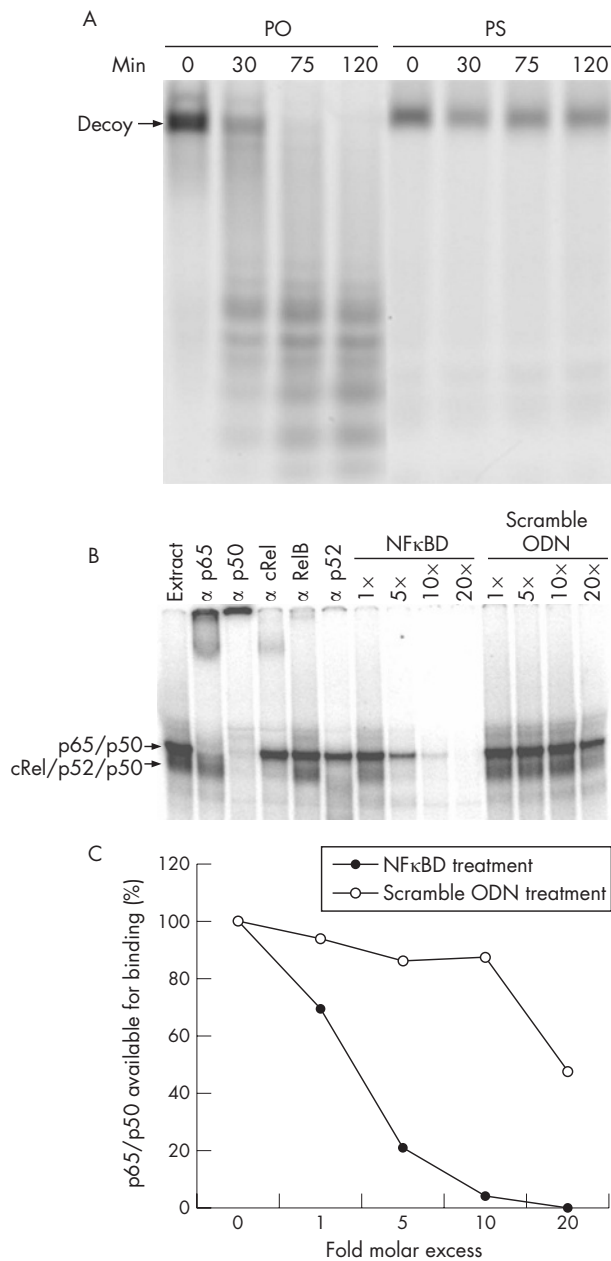 A
PO PS
Min 0 30 75 120 0 30 75 120
Decoy
B
Extract α p65 α p50 α cRel α RelB α p52 NFκBD 1× 5× 10× 20× Scramble ODN 1× 5× 10× 20×
p65/p50
cRel/p52/p50
C
NFκBD treatment
Scramble ODN treatment
p65/p50 available for binding (%)
120
100
80
60
40
20
0
0 1 5 10 20
Fold molar excess